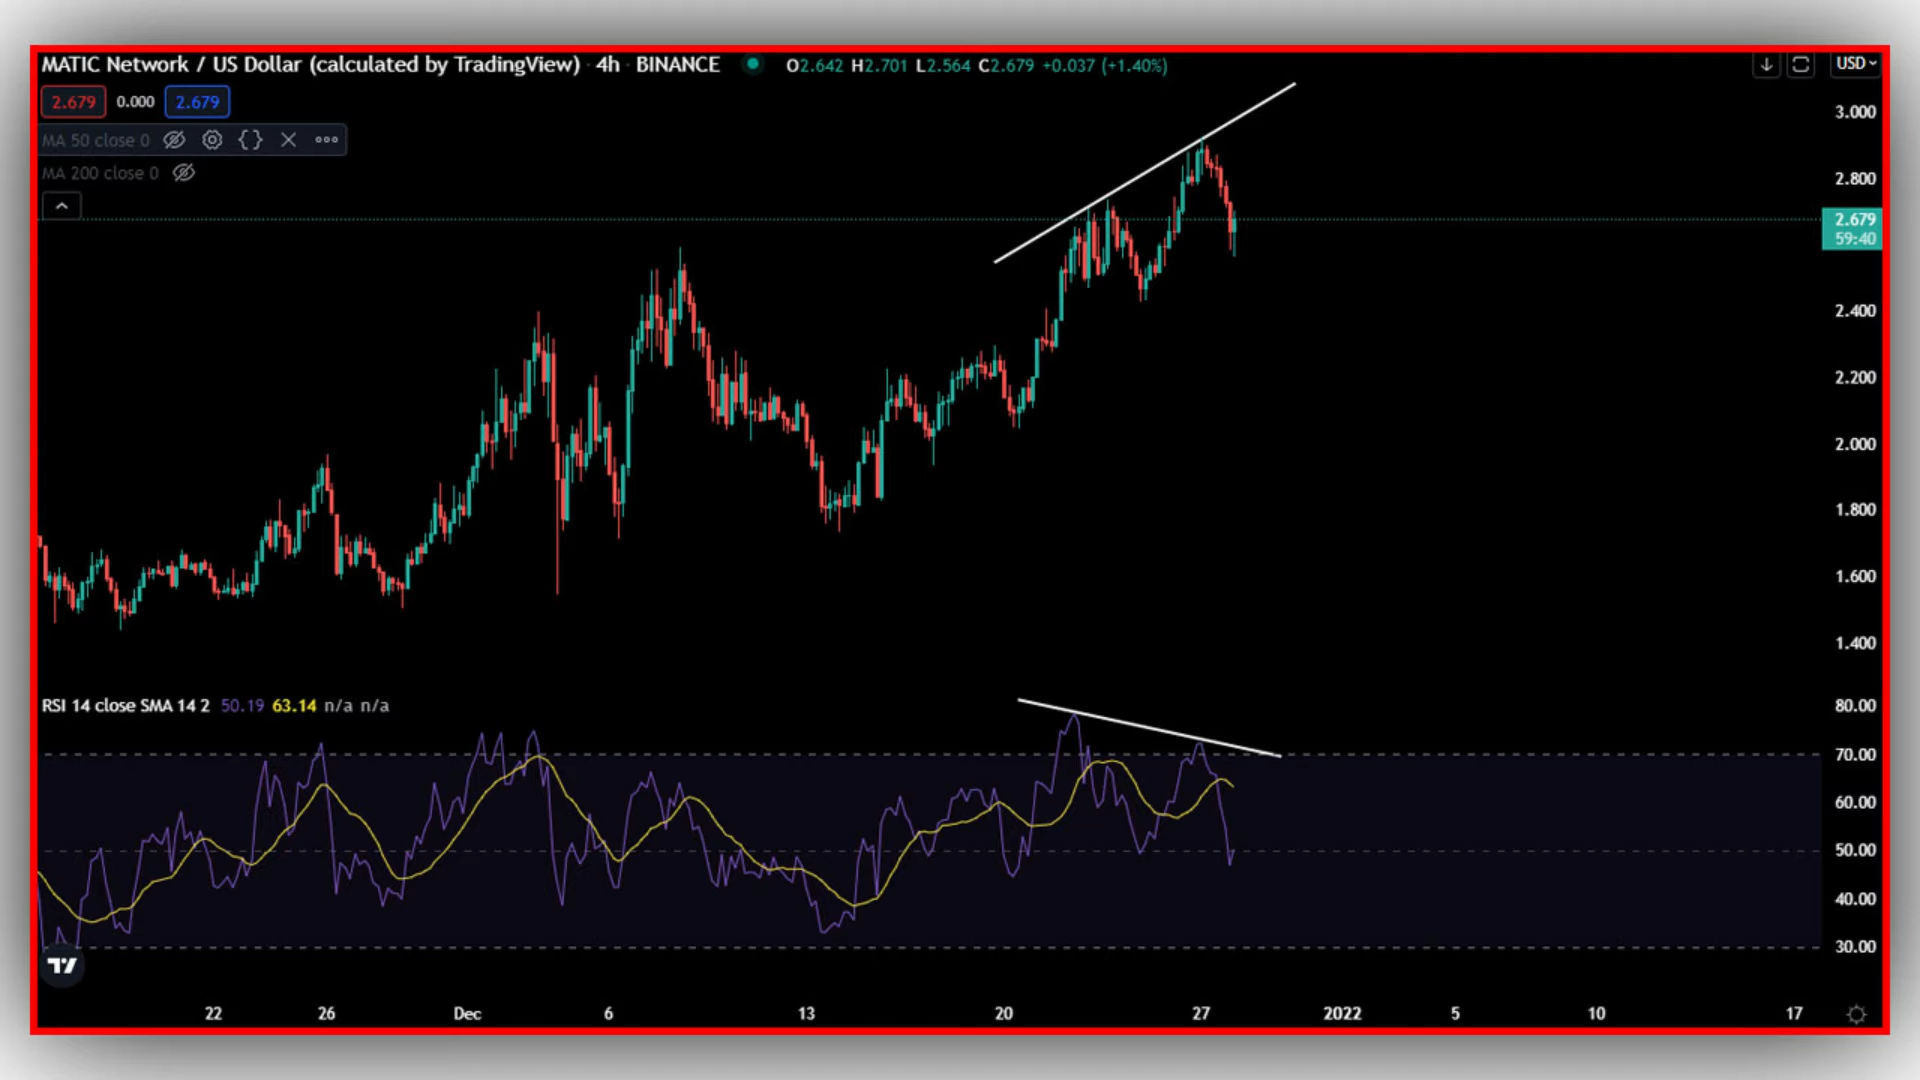 MATIC Network / US Dollar (calculated by TradingView) · 4h · BINANCE O2.642 H2.701 L2.564 C2.679 +0.037 (+1.40%) USD
2.679 0.000 2.679
MA 50 close 0
MA 200 close 0
3.000
2.800
2.679
59:40
2.400
2.200
2.000
1.800
1.600
1.400
RSI 14 close SMA 14 2 50.19 63.14 n/a n/a
80.00
70.00
60.00
50.00
40.00
30.00
22 26 Dec 6 13 20 27 2022 5 10 17